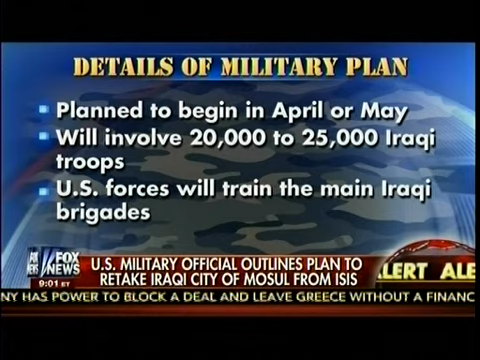 DETAILS OF MILITARY PLAN
Planned to begin in April or May
Will involve 20,000 to 25,000 Iraqi
troops
U.S. forces will train the main Iraqi
brigades
FOX NEWS
FOX
NEWS
9:01 ET
U.S. MILITARY OFFICIAL OUTLINES PLAN TO
RETAKE IRAQI CITY OF MOSUL FROM ISIS
LERT ALE
NY HAS POWER TO BLOCK A DEAL AND LEAVE GREECE WITHOUT A FINANC